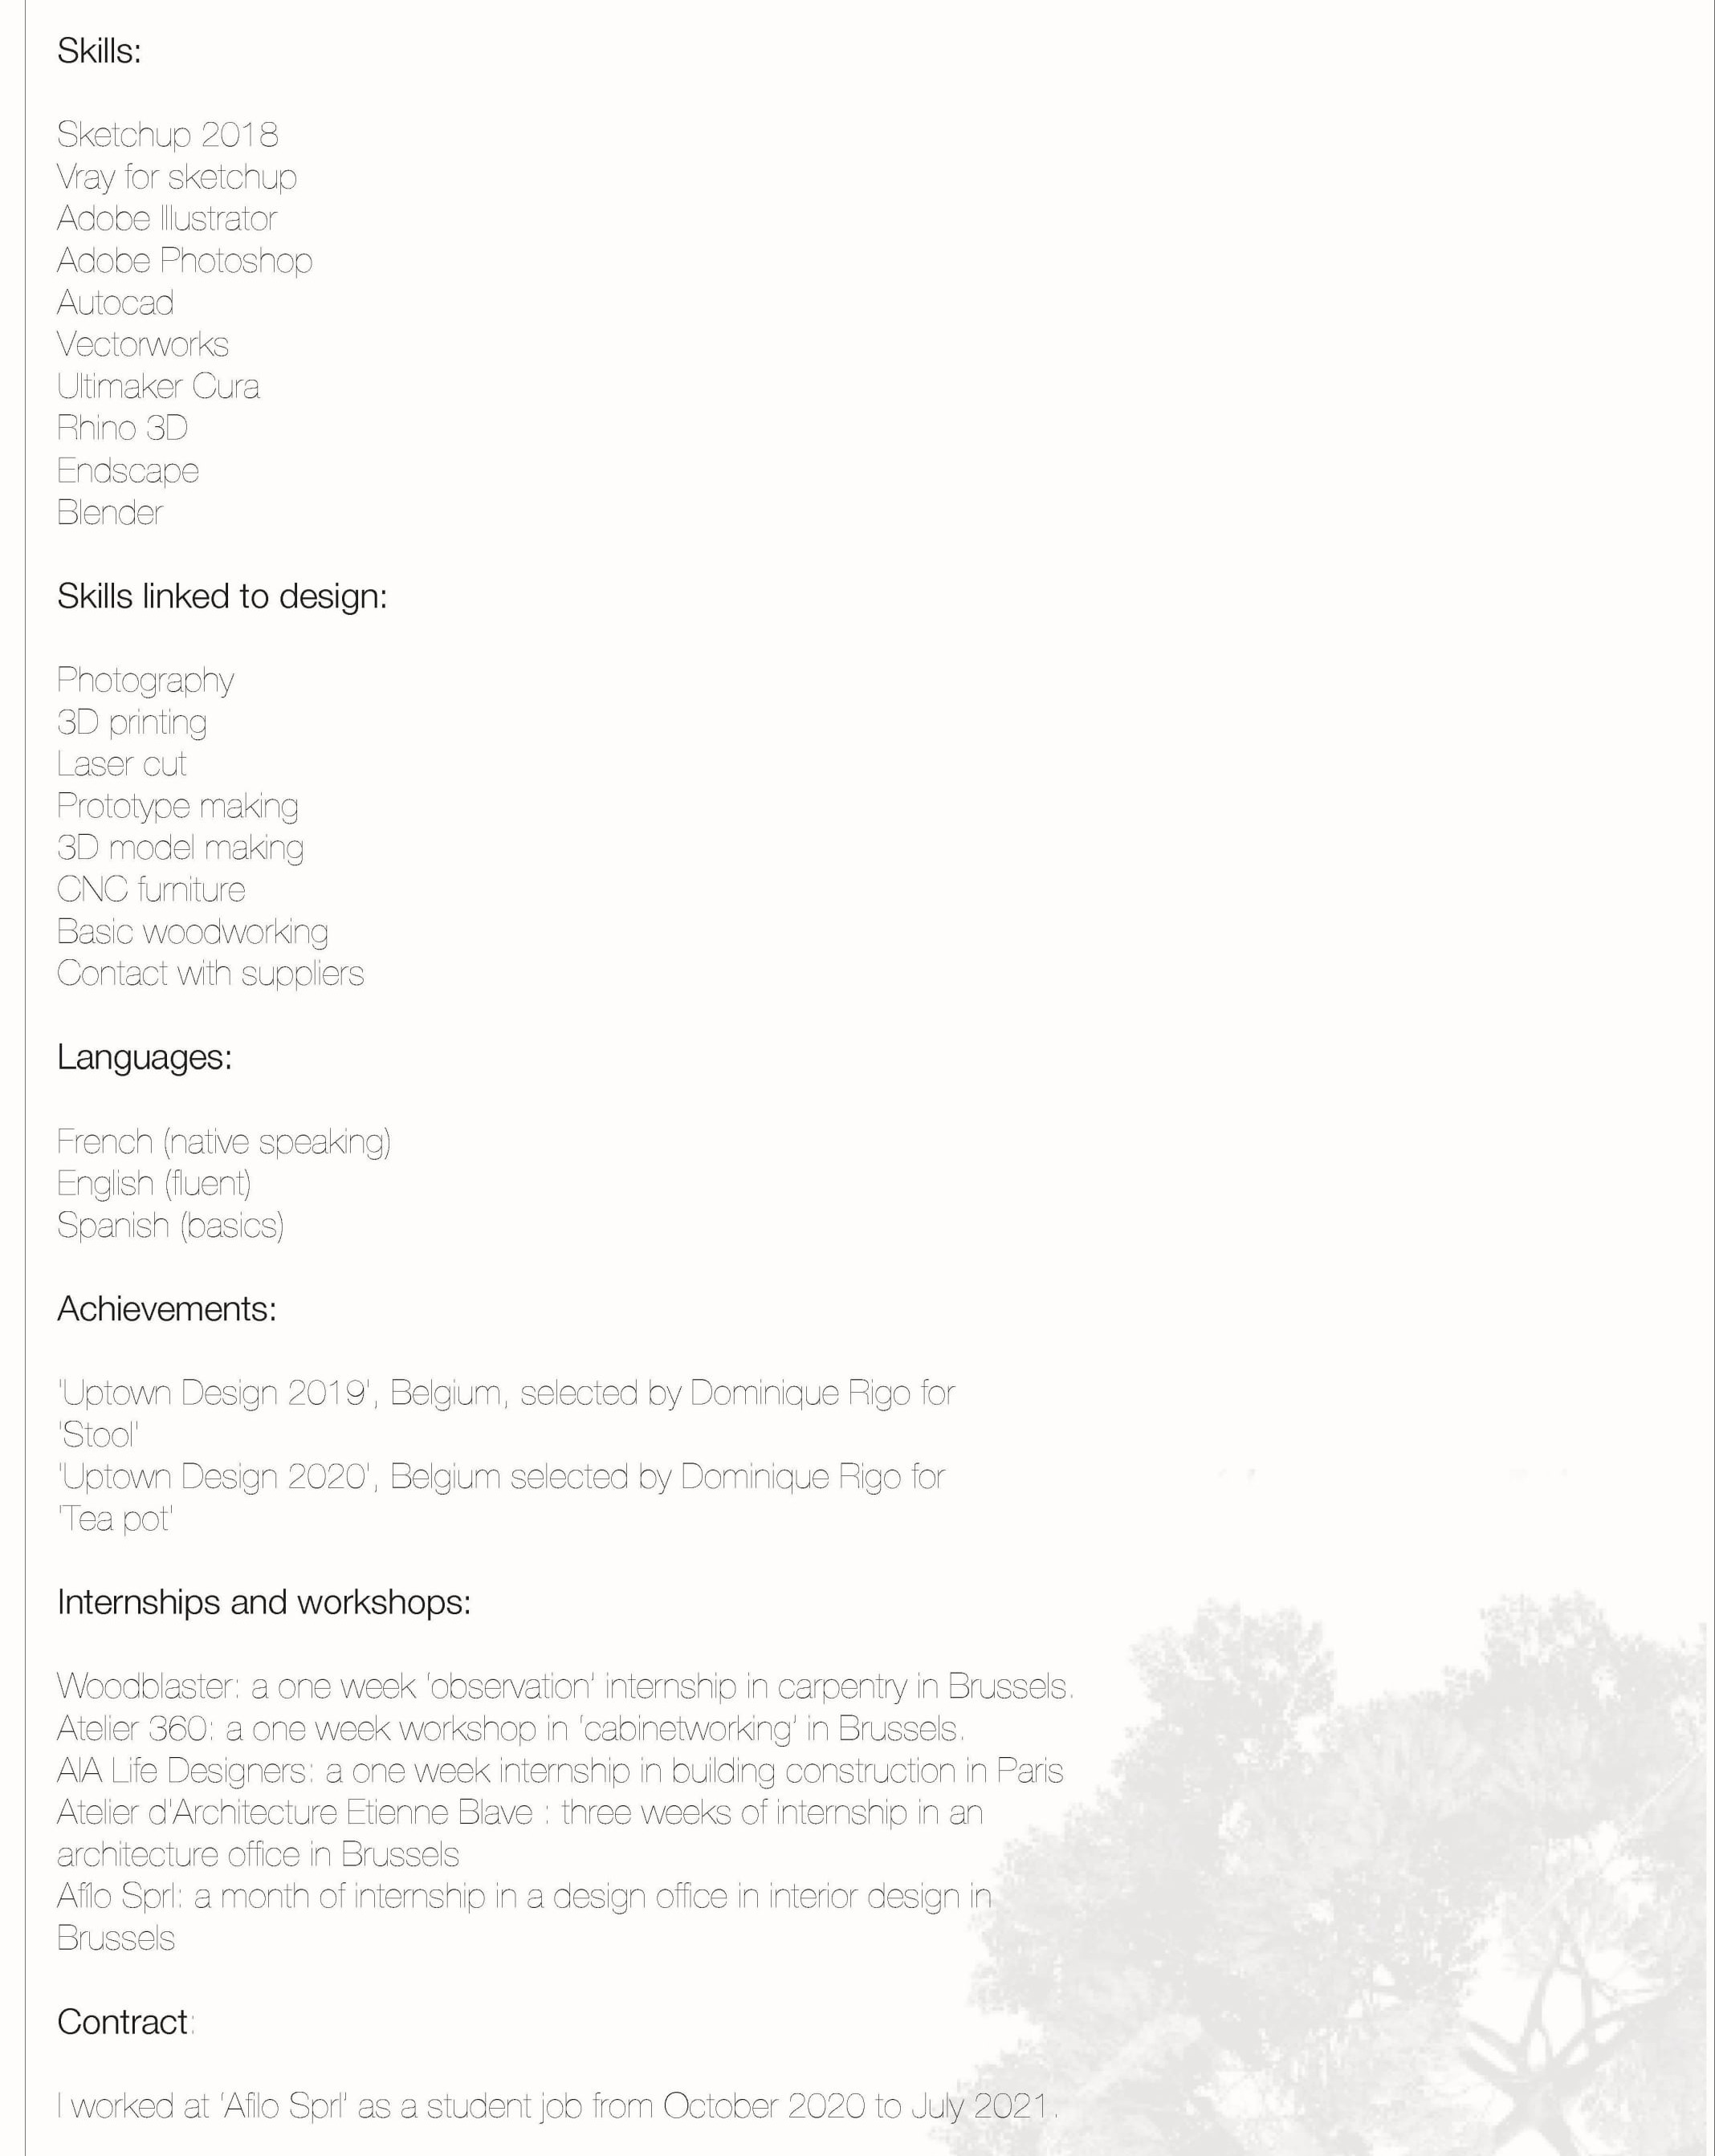 Skills:
Sketchup 2018
Vray for sketchup
Adobe Illustrator
Adobe Photoshop
Autocad
Vectorworks
Ultimaker Cura
Rhino 3D
Endscape
Blender
Skills linked to design:
Photography
3D printing
Laser cut
Prototype making
3D model making
CNC furniture
Basic woodworking
Contact with suppliers
Languages:
French (native speaking)
English (fluent)
Spanish (basics)
Achievements:
'Uptown Design 2019', Belgium, selected by Dominique Rigo for
'Stool'
'Uptown Design 2020', Belgium selected by Dominique Rigo for
'Tea pot'
Internships and workshops:
Woodblaster: a one week 'observation' internship in carpentry in Brussels.
Atelier 360: a one week workshop in 'cabinetworking' in Brussels.
AIA Life Designers: a one week internship in building construction in Paris
Atelier d'Architecture Etienne Blave : three weeks of internship in an
architecture office in Brussels
Afilo Sprl: a month of internship in a design office in interior design in
Brussels
Contract:
I worked at 'Afilo Sprl' as a student job from October 2020 to July 2021.